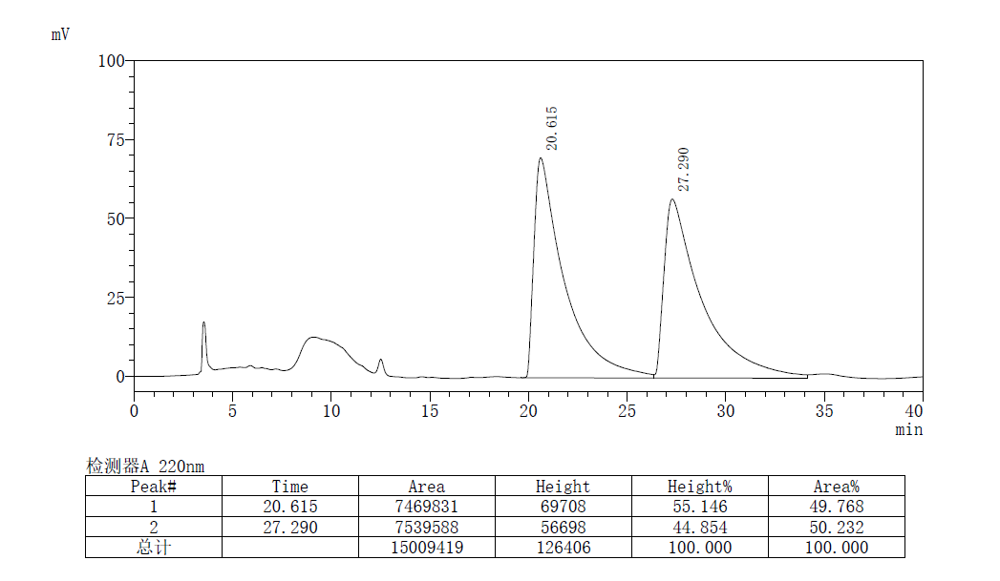 mV
100
75
50
25
0
20.615
27.290
0 5 10 15 20 25 30 35 40
min
检测器A 220nm
Peak# Time Area Height Height% Area%
1 20.615 7469831 69708 55.146 49.768
2 27.290 7539588 56698 44.854 50.232
总计 15009419 126406 100.000 100.000